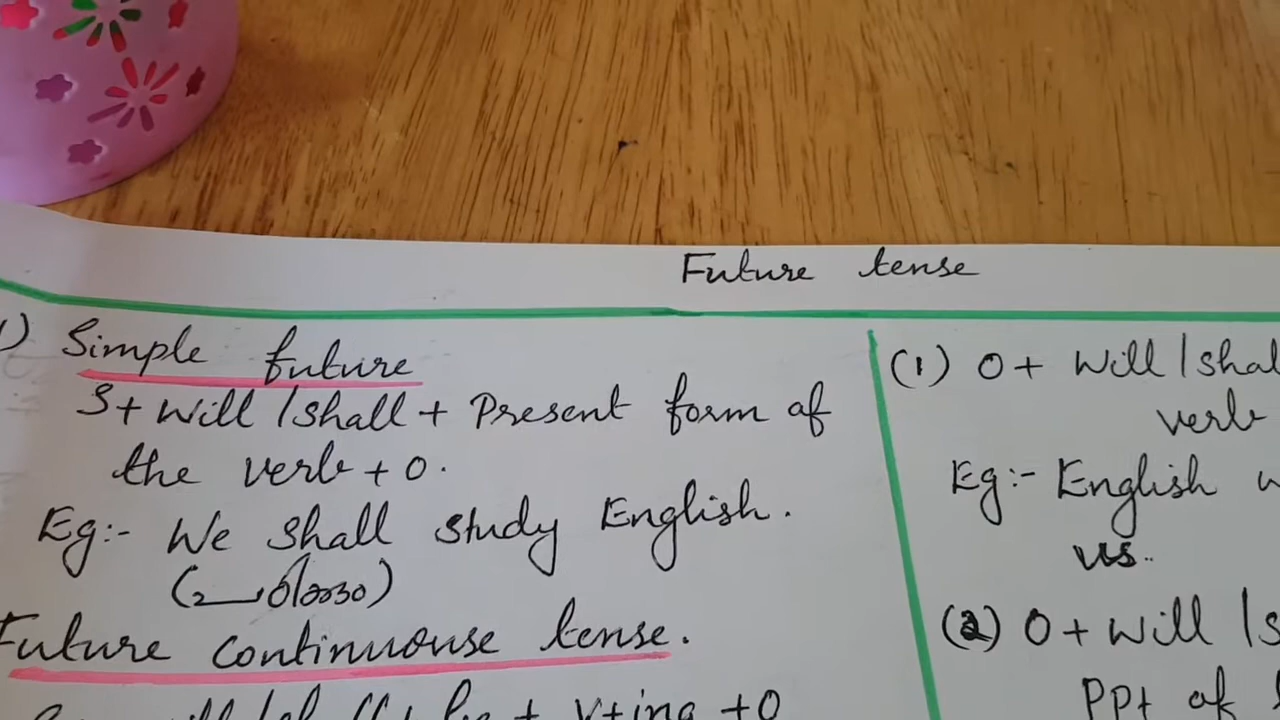 Future tense
1) Simple future
S+ Will /shall + Present form of
the verb + O.
Eg:- We shall study English.
Future continuouse tense.
+ V+ing +O
(1) O+ Will /shal
verb
Eg:- English w
us..
(2) O+ Will /s
PPt of